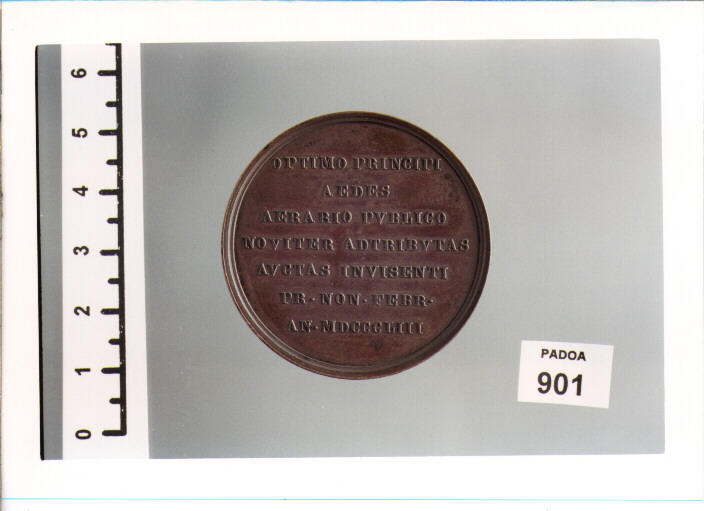 OPTIMO PRINCIPI
AEDES
AERARIO PVBLICO
NOVITER ADTRIBVTAS
AVCTAS INVISENTI
PR· NON· FEBR·
AN· MDCCCLIII
PADOA
901
0 1 2 3 4 5 6